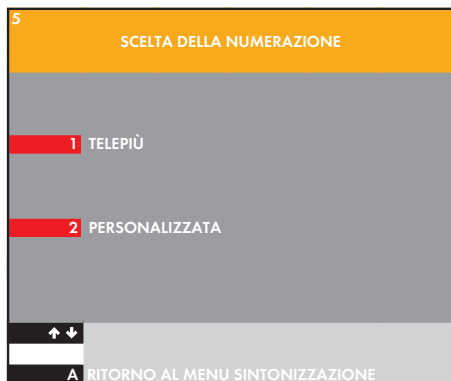 5
SCELTA DELLA NUMERAZIONE
1 TELEPIÙ
2 PERSONALIZZATA
A RITORNO AL MENU SINTONIZZAZIONE